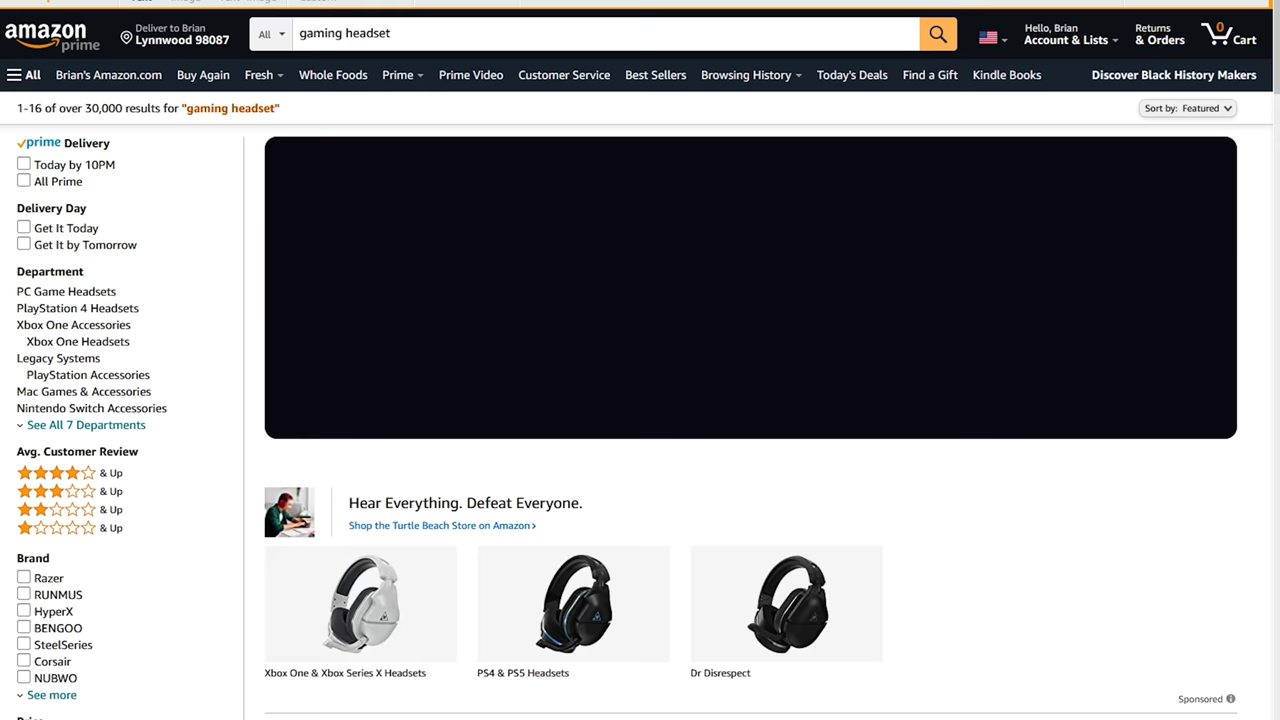 amazon
prime
Deliver to Brian
Lynnwood 98087
All
gaming headset
Hello, Brian
Account & Lists
Returns
& Orders
0
Cart
All
Brian's Amazon.com
Buy Again
Fresh
Whole Foods
Prime
Prime Video
Customer Service
Best Sellers
Browsing History
Today's Deals
Find a Gift
Kindle Books
Discover Black History Makers
1-16 of over 30,000 results for "gaming headset"
Sort by: Featured
prime Delivery
Today by 10PM
All Prime
Delivery Day
Get It Today
Get It by Tomorrow
Department
PC Game Headsets
PlayStation 4 Headsets
Xbox One Accessories
Xbox One Headsets
Legacy Systems
PlayStation Accessories
Mac Games & Accessories
Nintendo Switch Accessories
See All 7 Departments
Avg. Customer Review
& Up
& Up
& Up
& Up
Brand
Razer
RUNMUS
HyperX
BENGOO
SteelSeries
Corsair
NUBWO
See more
Hear Everything. Defeat Everyone.
Shop the Turtle Beach Store on Amazon ›
Xbox One & Xbox Series X Headsets
PS4 & PS5 Headsets
Dr Disrespect
Sponsored